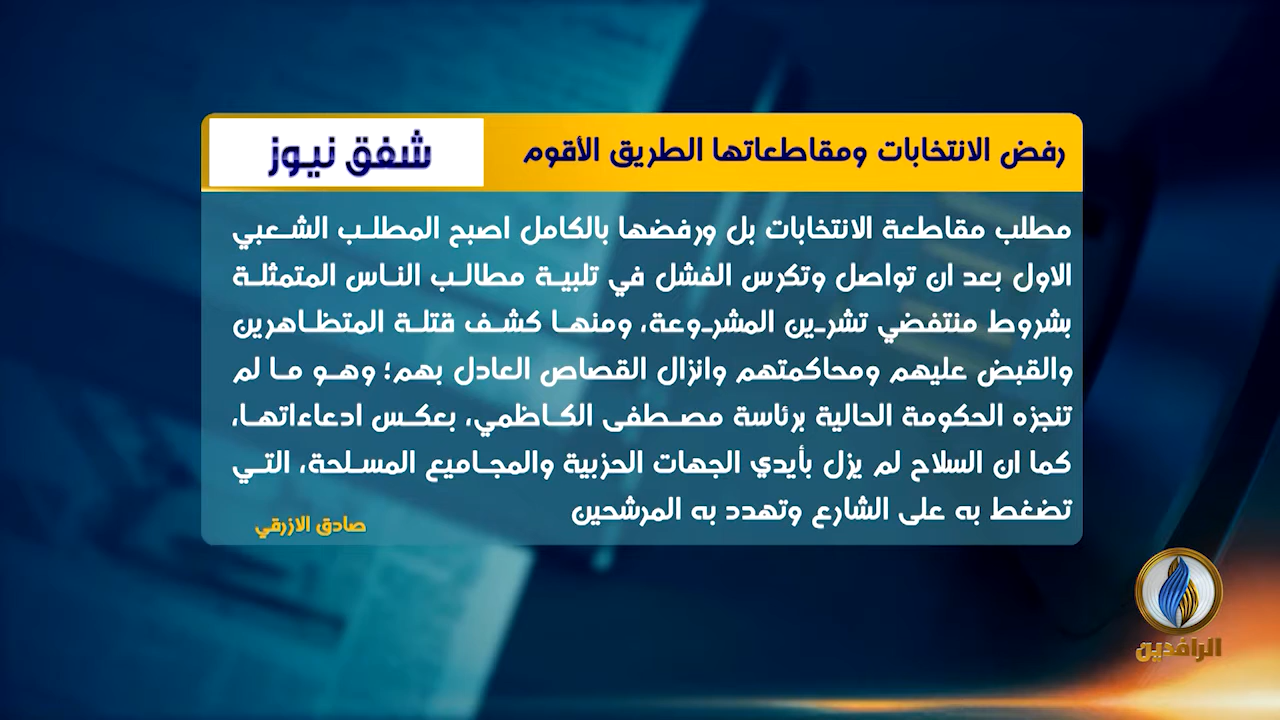 رفض الانتخابات ومقاطعاتها الطريق الأقوم
شفق نيوز
مطلب مقاطعة الانتخابات بل ورفضها بالكامل اصبح المطلب الشعبي
الاول بعد ان تواصل وتكرس الفشل في تلبية مطالب الناس المتمثلة
بشروط منتفضي تشرين المشروعة، ومنها كشف قتلة المتظاهرين
والقبض عليهم ومحاكمتهم وانزال القصاص العادل بهم؛ وهو ما لم
تنجزه الحكومة الحالية برئاسة مصطفى الكاظمي، بعكس ادعاءاتها،
كما ان السلاح لم يزل بأيدي الجهات الحزبية والمجاميع المسلحة، التي
تضغط به على الشارع وتهدد به المرشحين
صادق الازرقي
الرافدين